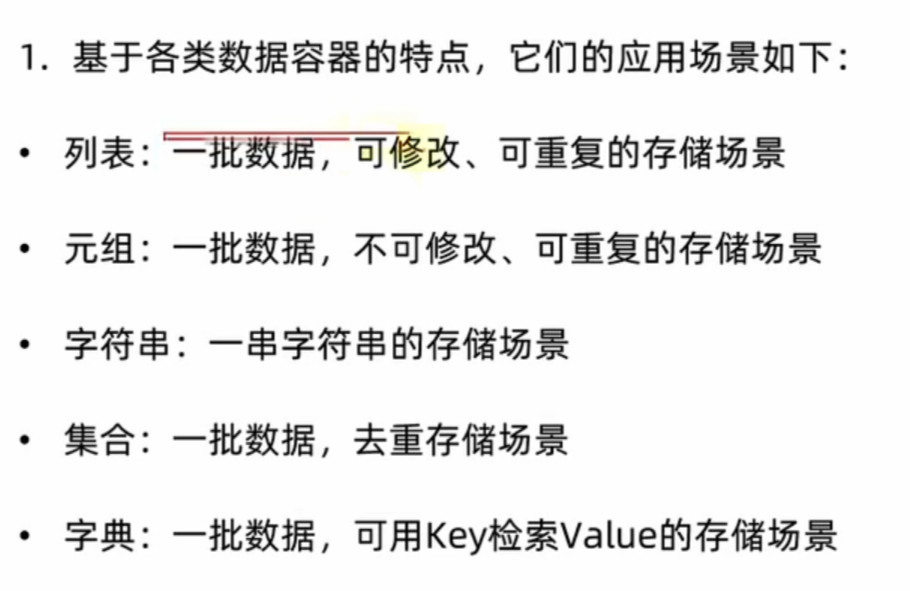 1. 基于各类数据容器的特点，它们的应用场景如下：
• 列表：一批数据，可修改、可重复的存储场景
• 元组：一批数据，不可修改、可重复的存储场景
• 字符串：一串字符串的存储场景
• 集合：一批数据，去重存储场景
• 字典：一批数据，可用Key检索Value的存储场景